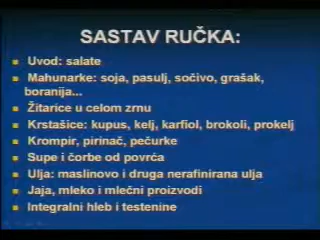 SASTAV RUČKA:
Uvod: salate
Mahunarke: soja, pasulj, sočivo, grašak,
boranija...
Žitarice u celom zrnu
Krstašice: kupus, kelj, karfiol, brokoli, prokelj
Krompir, pirinač, pečurke
Supe i čorbe od povrća
Ulja: maslinovo i druga nerafinirana ulja
Jaja, mleko i mlečni proizvodi
Integralni hleb i testenine